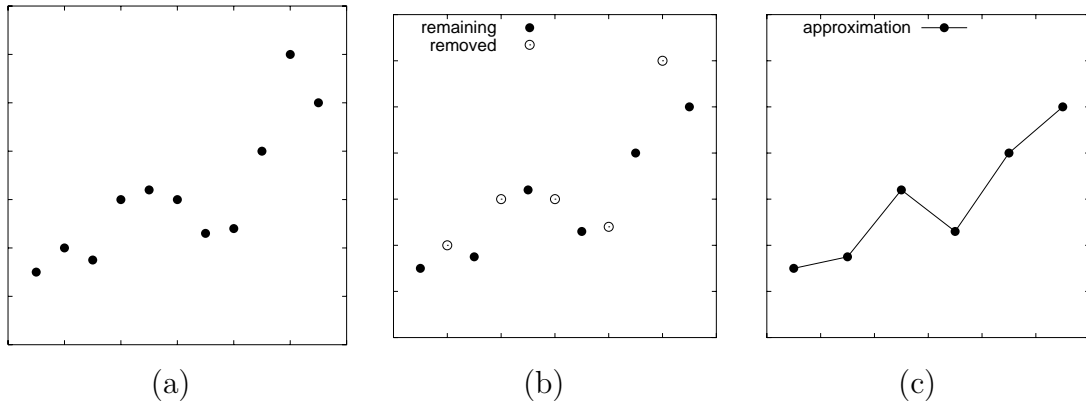 remaining
removed
approximation
(a)
(b)
(c)